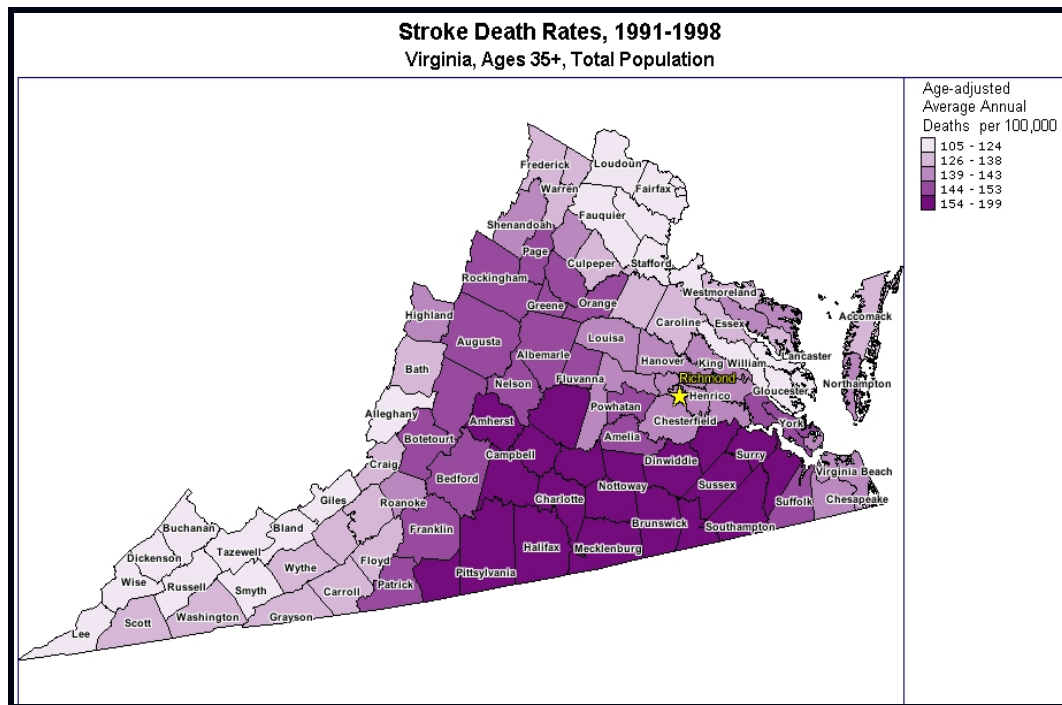 Stroke Death Rates, 1991-1998
Virginia, Ages 35+, Total Population
Age-adjusted
Average Annual
Deaths per 100,000
105 - 124
126 - 138
139 - 143
144 - 153
154 - 199
Frederick
Loudoun
Warren
Fairfax
Fauquier
Shenandoah
Page
Culpeper
Stafford
Rockingham
Westmoreland
Greene
Orange
Highland
Caroline
Essex
Accomack
Augusta
Louisa
Albemarle
Lancaster
Bath
Hanover
King William
Fluvanna
Richmond
Northampton
Nelson
Gloucester
Henrico
Alleghany
Powhatan
Amherst
Chesterfield
York
Botetourt
Amelia
Campbell
Surry
Craig
Dinwiddie
Virginia Beach
Bedford
Nottoway
Sussex
Giles
Charlotte
Suffolk
Chesapeake
Roanoke
Buchanan
Bland
Franklin
Brunswick
Southampton
Tazewell
Halifax
Mecklenburg
Dickenson
Floyd
Wythe
Pittsylvania
Wise
Russell
Smyth
Carroll
Patrick
Grayson
Washington
Scott
Lee